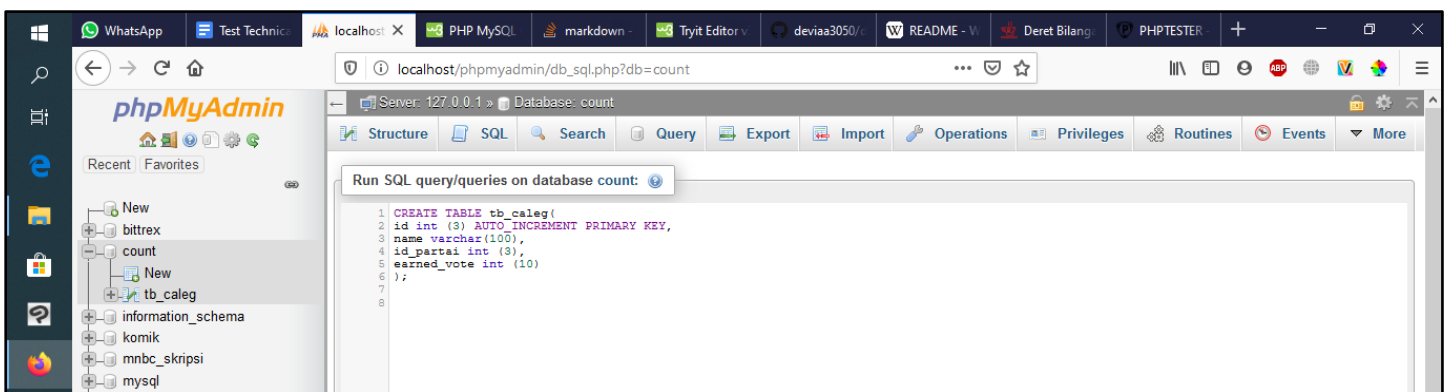 WhatsApp Test Technica localhost PHP MySQL markdown - Tryit Editor v deviaa3050/c README - W Deret Bilanga PHPTESTER -
localhost/phpmyadmin/db_sql.php?db=count
phpMyAdmin
Recent Favorites
New
bittrex
count
New
tb_caleg
information_schema
komik
mnbc_skripsi
mysql
Server: 127.0.0.1 » Database: count
Structure SQL Search Query Export Import Operations Privileges Routines Events More
Run SQL query/queries on database count:
1 CREATE TABLE tb_caleg(
2 id int (3) AUTO_INCREMENT PRIMARY KEY,
3 name varchar(100),
4 id_partai int (3),
5 earned_vote int (10)
6 );
7
8